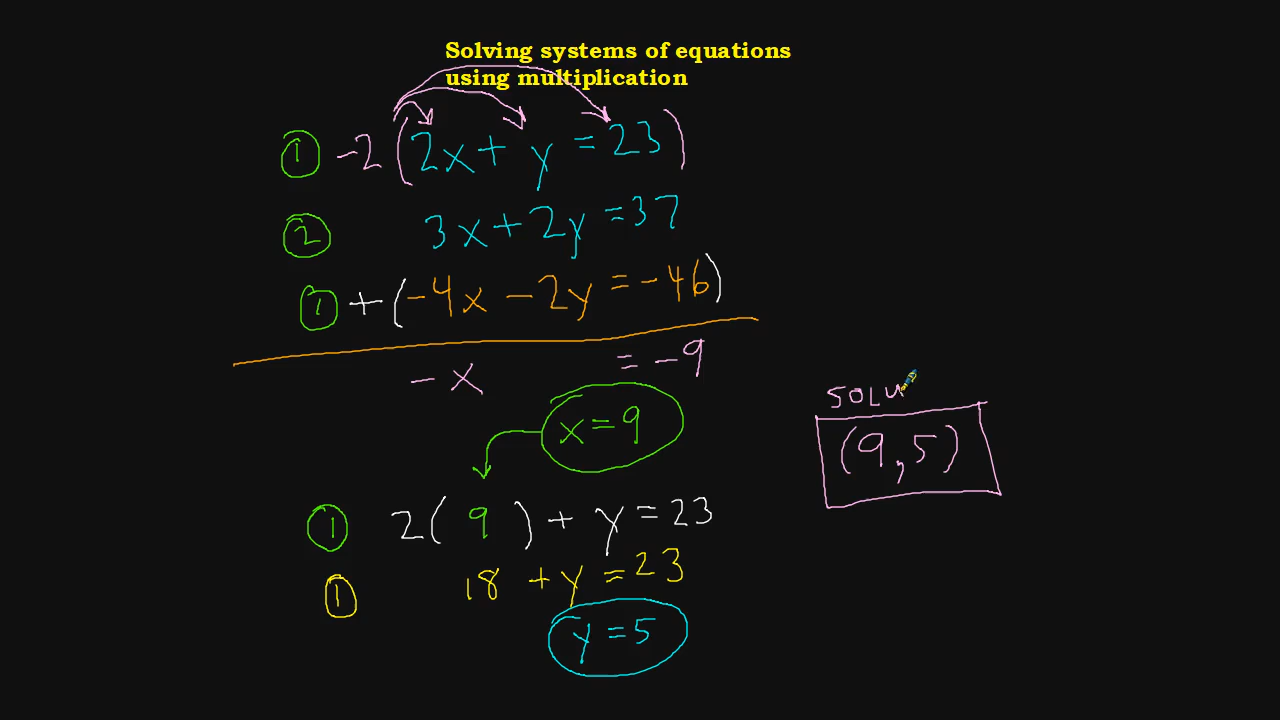 Solving systems of equations
using multiplication
① -2(2x + y = 23)
② 3x + 2y = 37
① + (-4x - 2y = -46)
-x = -9
x = 9
① 2( 9 ) + y = 23
① 18 + y = 23
y = 5
SOLU
(9, 5)